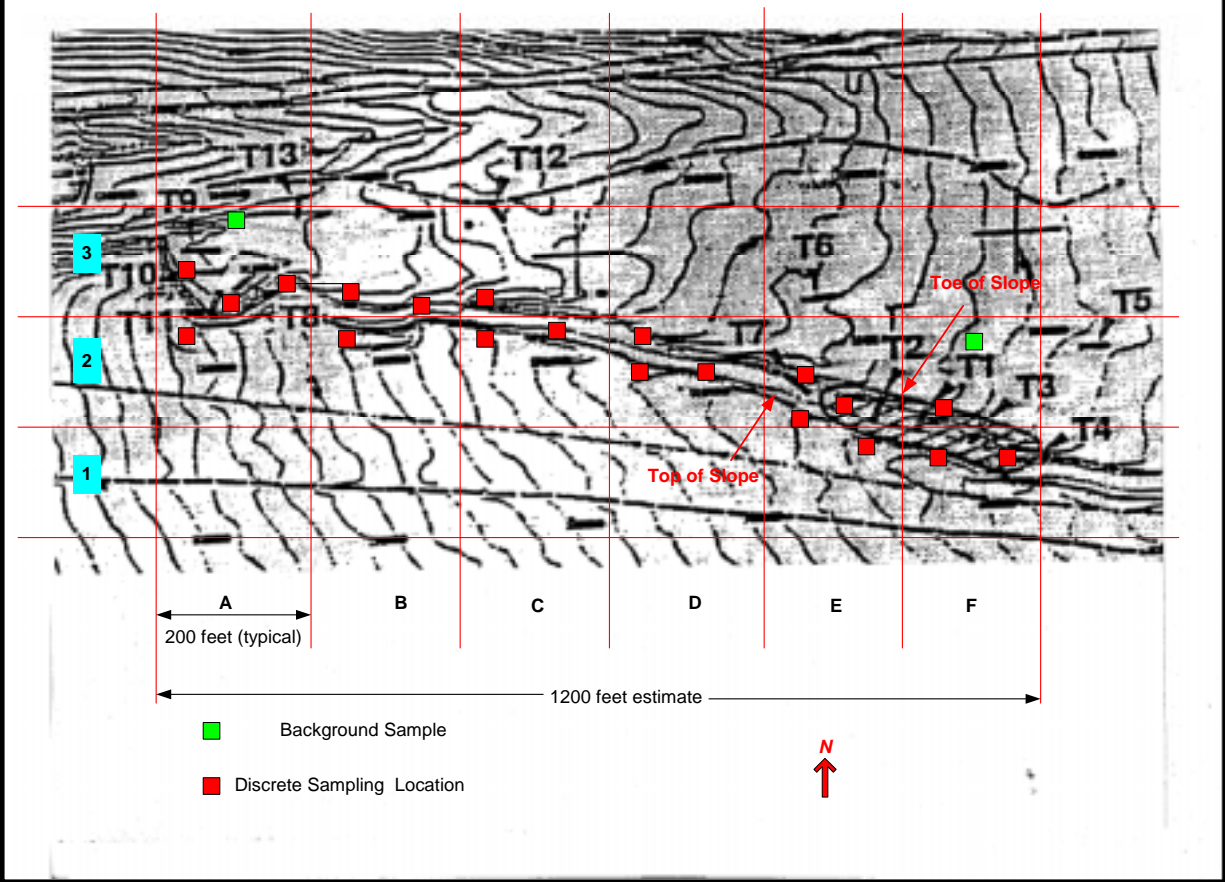 T13
T12
T9
3
T6
T10
Toe of Slope
T5
T11
T8
T7
T2
2
T1
T3
T4
1
Top of Slope
A B C D E F
200 feet (typical)
1200 feet estimate
Background Sample
N
Discrete Sampling Location